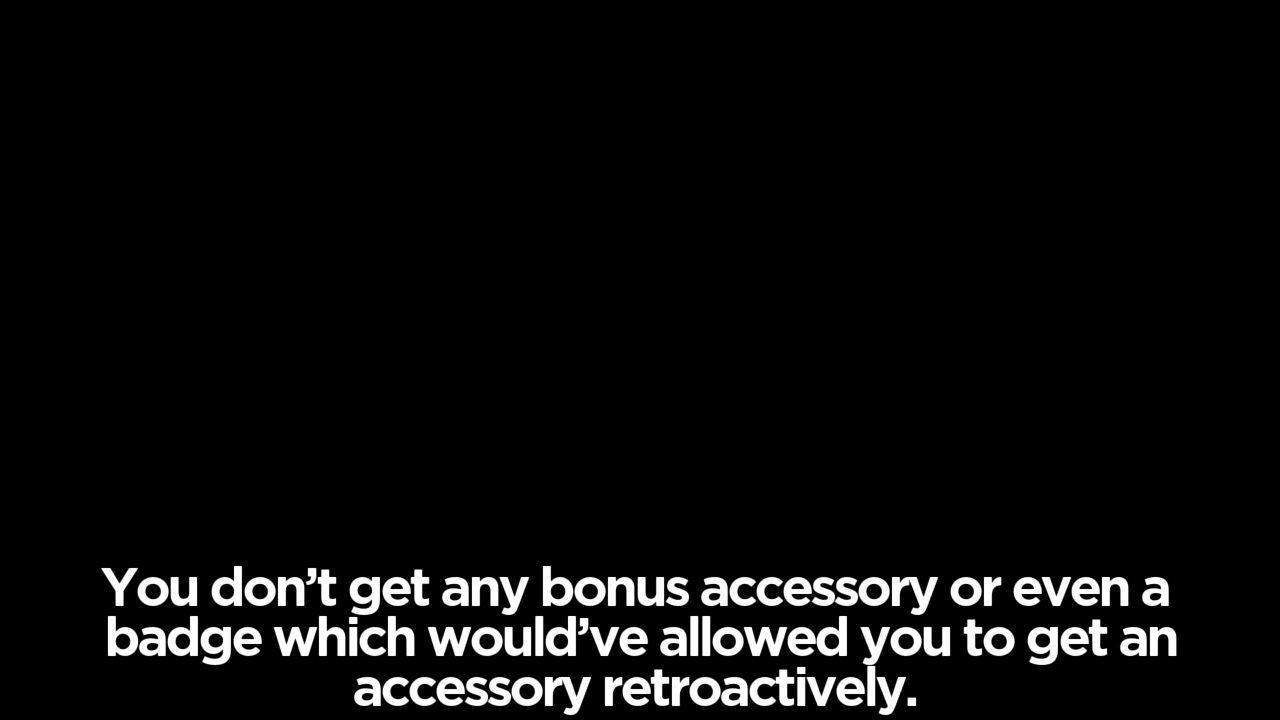 You don’t get any bonus accessory or even a
badge which would’ve allowed you to get an
accessory retroactively.